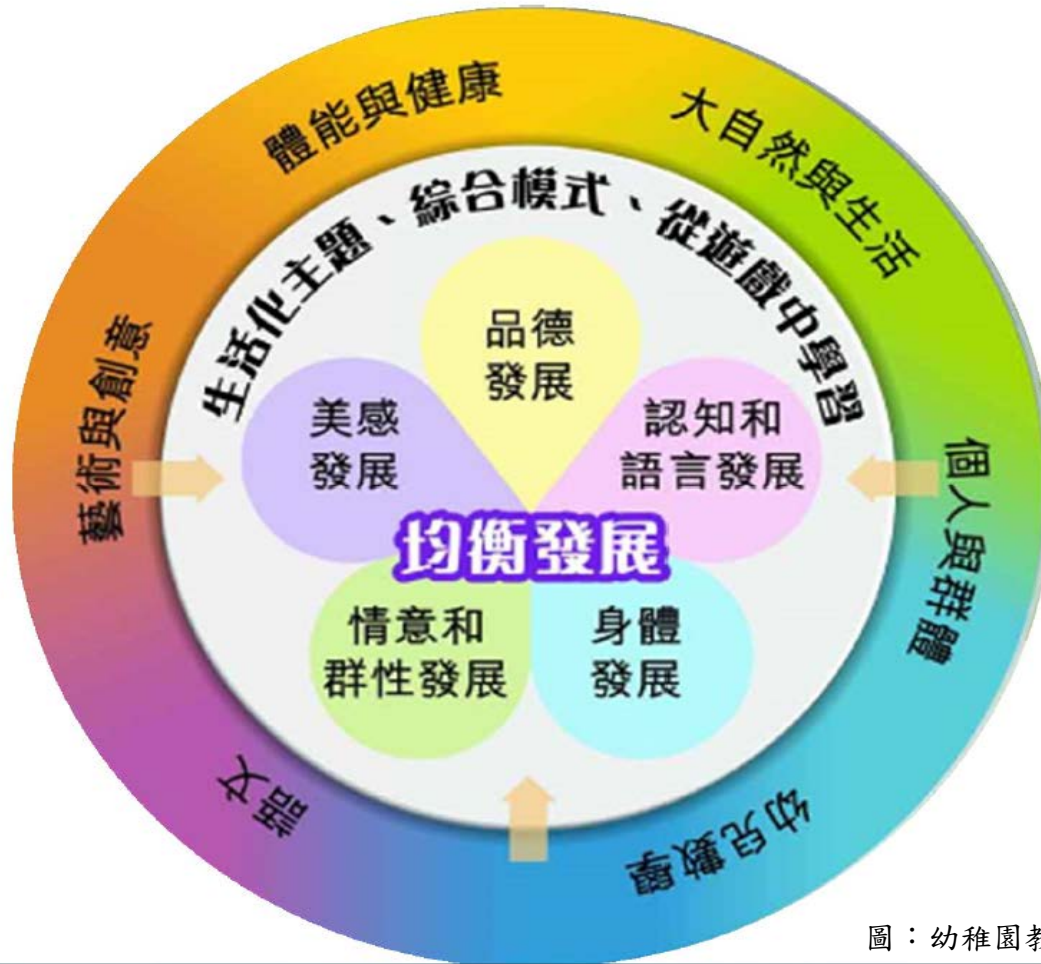 體能與健康
大自然與生活
個人與群體
幼兒數學
語文
藝術與創意
生活化主題、綜合模式、從遊戲中學習
品德
發展
美感
發展
認知和
語言發展
均衡發展
情意和
群性發展
身體
發展
圖：幼稚園教